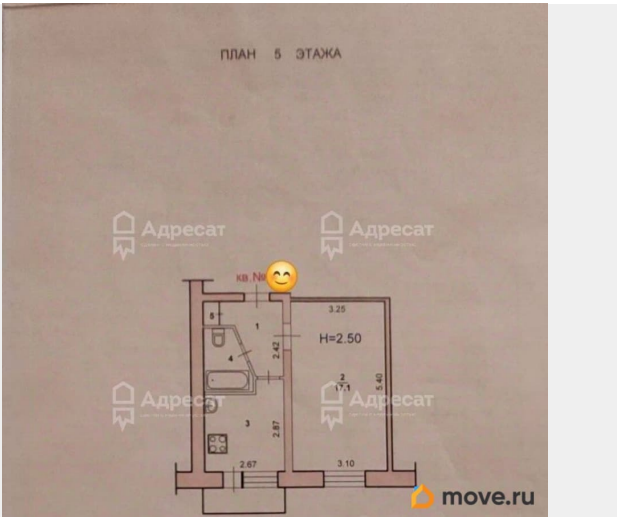 ПЛАН 5 ЭТАЖА
Адресат Адресат
кв.№
3.25
5 1
H=2.50
4 2.42
2
17.1 5.40
Адресат Адресат
3 2.87
2.67 3.10
move.ru